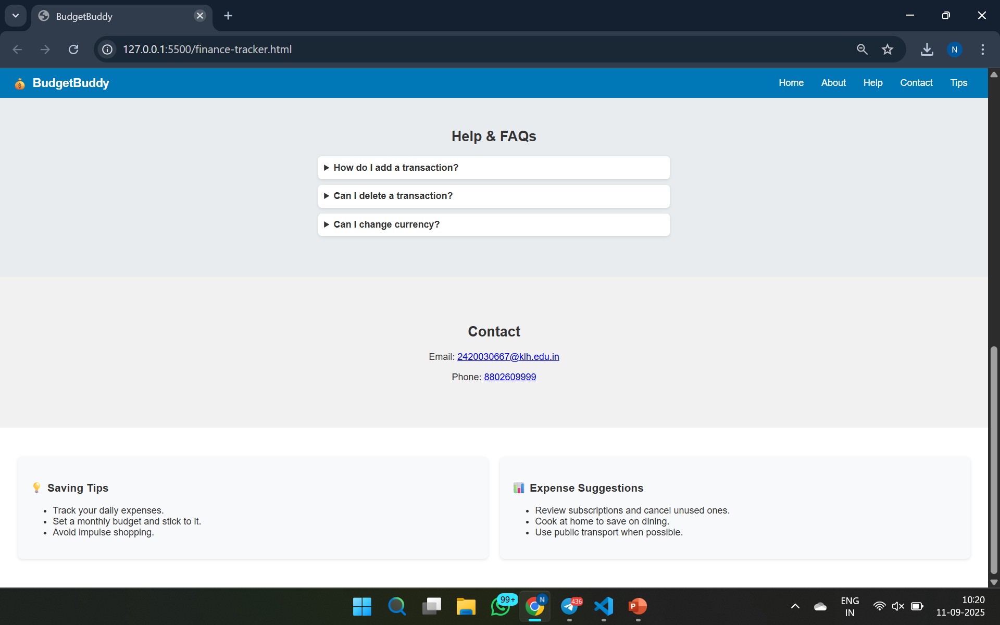 BudgetBuddy
127.0.0.1:5500/finance-tracker.html
N
BudgetBuddy
Home About Help Contact Tips
Help & FAQs
How do I add a transaction?
Can I delete a transaction?
Can I change currency?
Contact
Email: 2420030667@klh.edu.in
Phone: 8802609999
Saving Tips
Track your daily expenses.
Set a monthly budget and stick to it.
Avoid impulse shopping.
Expense Suggestions
Review subscriptions and cancel unused ones.
Cook at home to save on dining.
Use public transport when possible.
99+
N
436
P
ENG
IN
10:20
11-09-2025